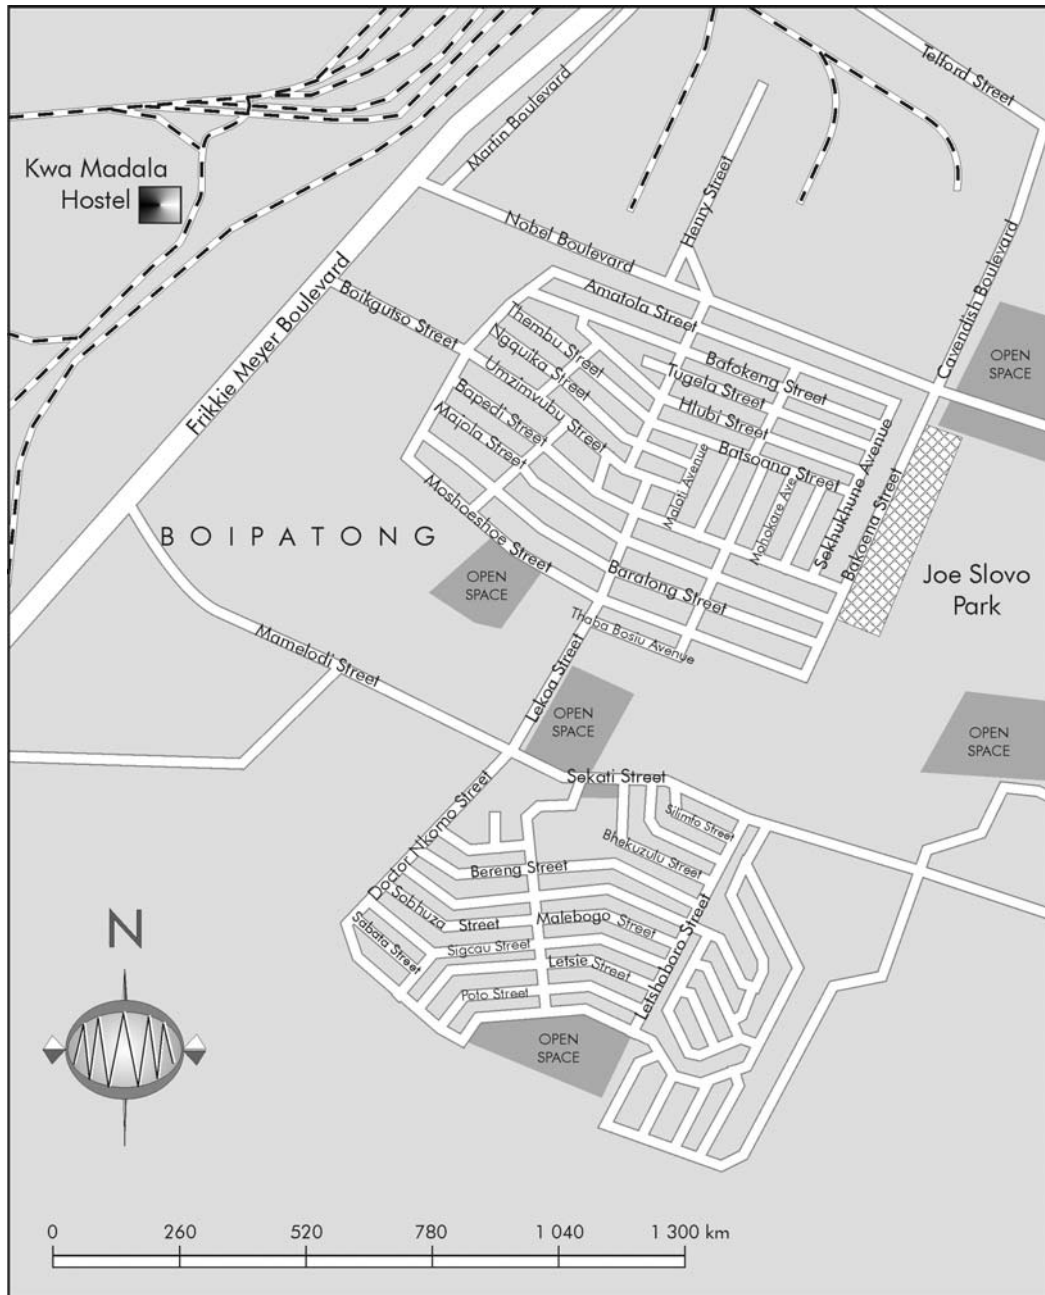 Telford Street
Martin Boulevard
Kwa Madala
Hostel
Henry Street
Nobel Boulevard
Cavendish Boulevard
Frikkie Meyer Boulevard
Boikgutso Street
Amatola Street
Thembu Street
Ngquika Street
Umzimvubu Street
Bapedi Street
Majola Street
Moshoeshoe Street
Bafokeng Street
Tugela Street
Hlubi Street
Batsoana Street
OPEN
SPACE
Maloti Avenue
Mohokare Ave
Sekhukhune Avenue
Bakoena Street
BOIPATONG
OPEN
SPACE
Baralong Street
Joe Slovo
Park
Thaba Bosiu Avenue
Mamelodi Street
Lekoa Street
OPEN
SPACE
OPEN
SPACE
Sekati Street
Silimfo Street
Doctor Nkomo Street
Bhekuzulu Street
Bereng Street
Sobhuza Street
Malebogo Street
Sabata Street
Sigcau Street
Letsie Street
Letshoboro Street
Poto Street
OPEN
SPACE
N
0 260 520 780 1 040 1 300 km